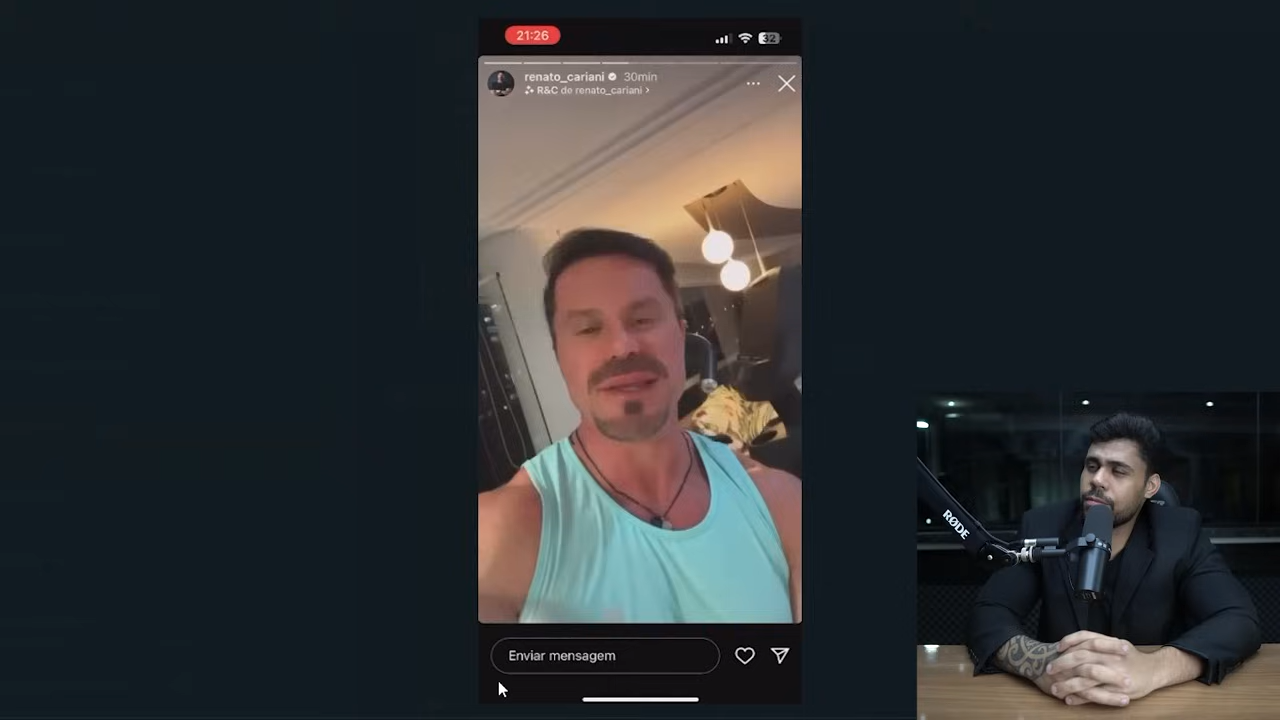 21:26
32
renato_cariani 30min
R&C de renato_cariani >
Enviar mensagem
RØDE